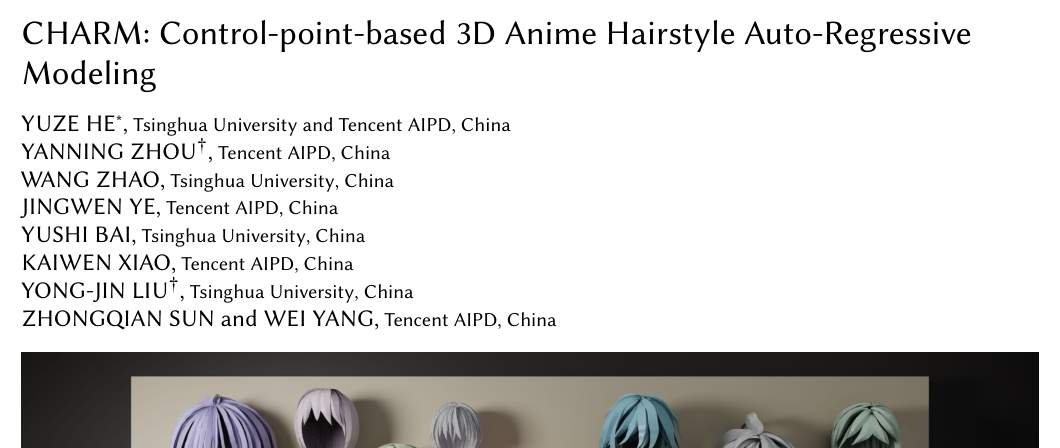 CHARM: Control-point-based 3D Anime Hairstyle Auto-Regressive
Modeling
YUZE HE*, Tsinghua University and Tencent AIPD, China
YANNING ZHOU†, Tencent AIPD, China
WANG ZHAO, Tsinghua University, China
JINGWEN YE, Tencent AIPD, China
YUSHI BAI, Tsinghua University, China
KAIWEN XIAO, Tencent AIPD, China
YONG-JIN LIU†, Tsinghua University, China
ZHONGQIAN SUN and WEI YANG, Tencent AIPD, China